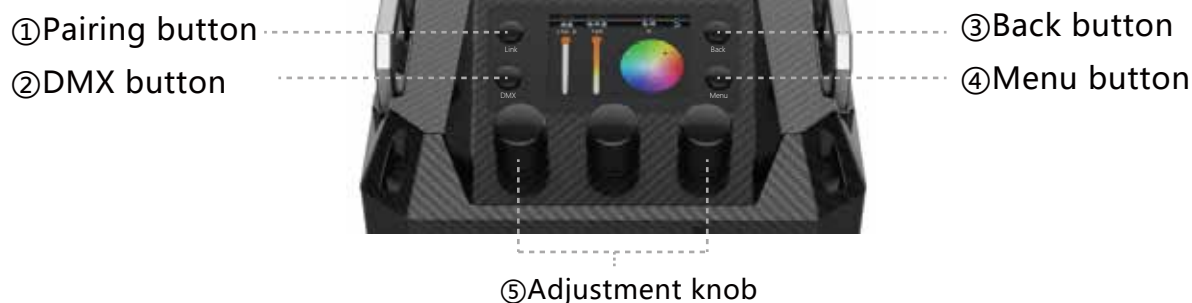 ①Pairing button
②DMX button
③Back button
④Menu button
Link
Back
DMX
Menu
⑤Adjustment knob